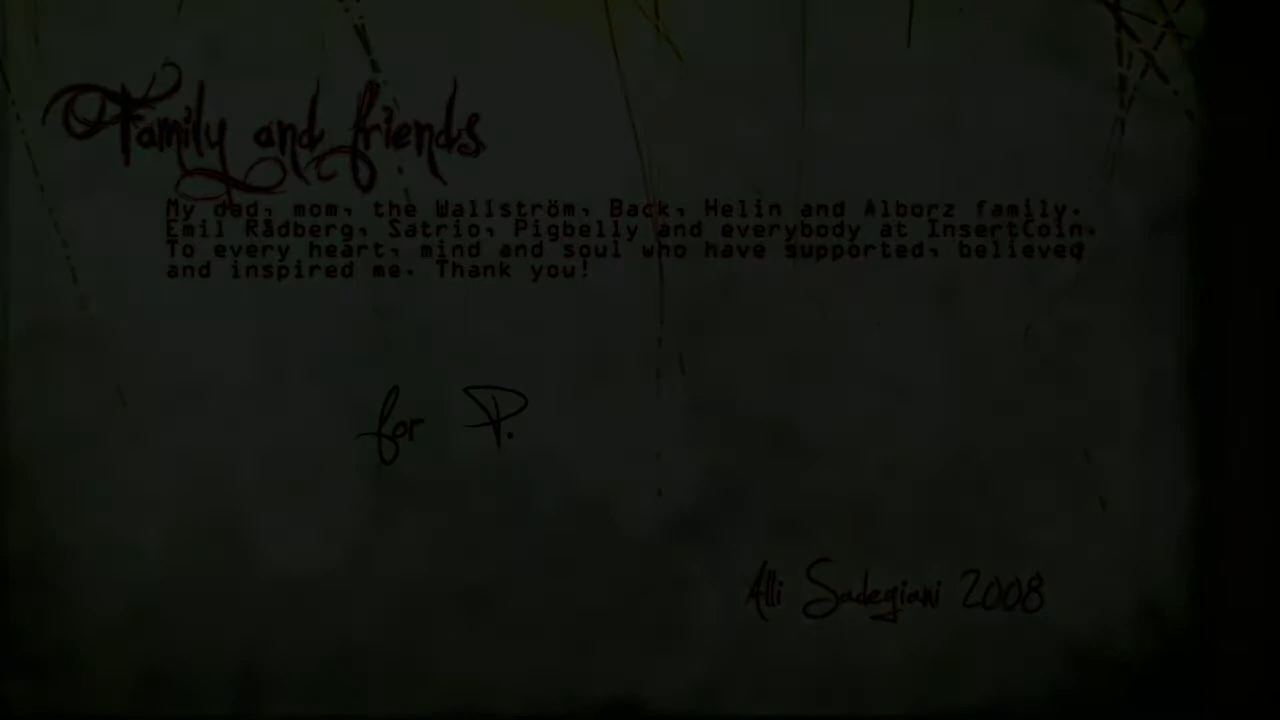 Family and friends
My dad, mom, the Wallström, Back, Helin and Alborz family.
Emil Rådberg, Satrio, Pigbelly and everybody at InsertCoin.
To every heart, mind and soul who have supported, believed
and inspired me. Thank you!
for P.
Alli Sadegiani 2008